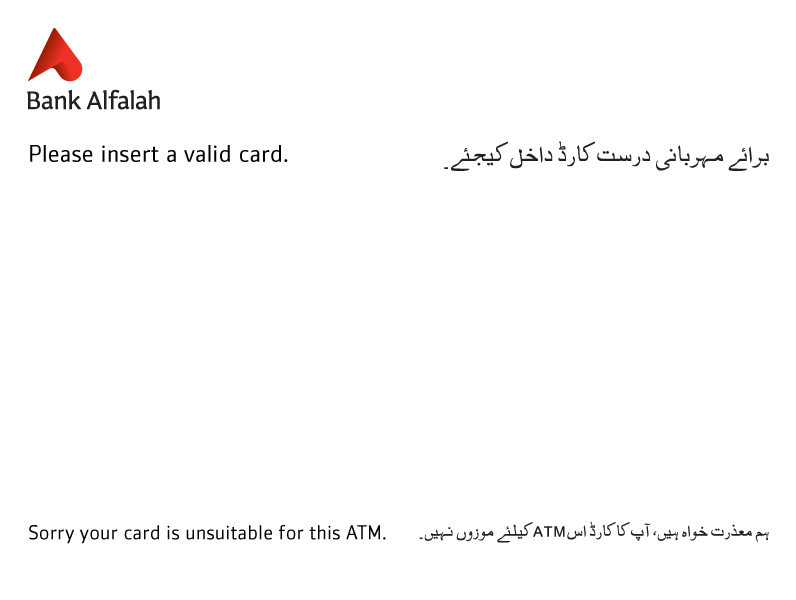 Bank Alfalah
Please insert a valid card.
برائے مہربانی درست کارڈ داخل کیجئے۔
Sorry your card is unsuitable for this ATM.
ہم معذرت خواہ ہیں، آپ کا کارڈ اس ATM کیلئے موزوں نہیں۔